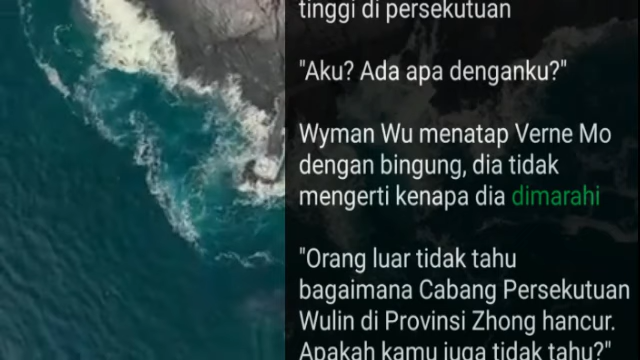 tinggi di persekutuan
"Aku? Ada apa denganku?"
Wyman Wu menatap Verne Mo
dengan bingung, dia tidak
mengerti kenapa dia dimarahi
"Orang luar tidak tahu
bagaimana Cabang Persekutuan
Wulin di Provinsi Zhong hancur.
Apakah kamu juga tidak tahu?"